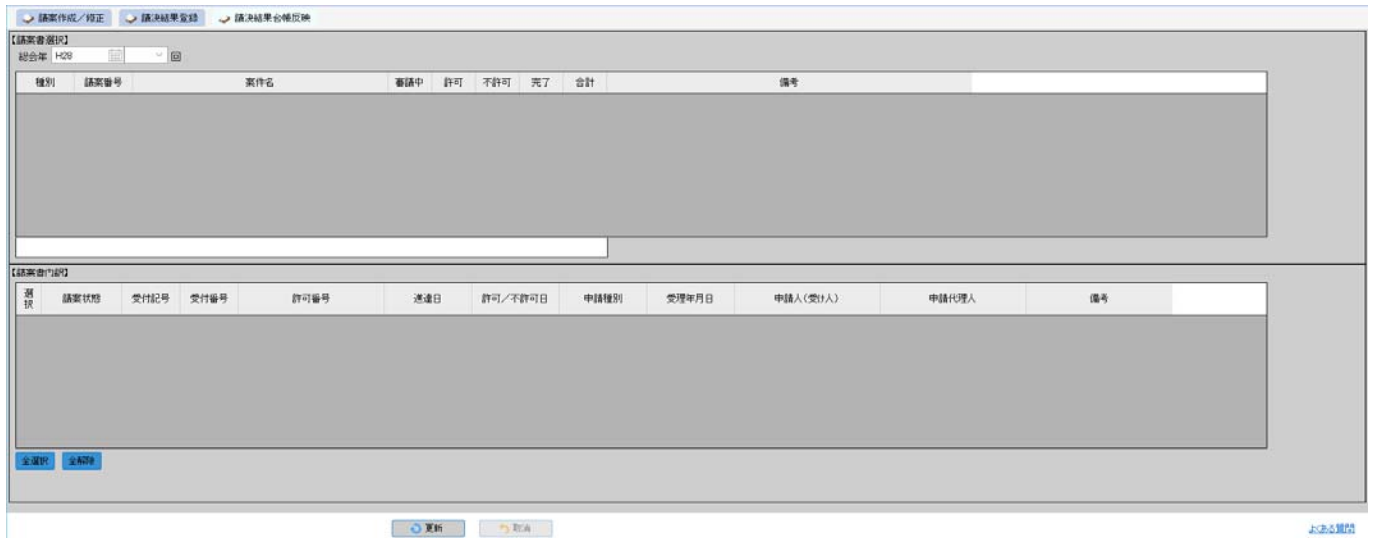 議案作成／修正 議決結果登録 議決結果台帳反映
【議案書選択】
総会年 H28 回
種別 議案番号 案件名 審議中 許可 不許可 完了 合計 備考
【議案書内訳】
選択 議案状態 受付記号 受付番号 許可番号 進達日 許可／不許可日 申請種別 受理年月日 申請人（受け人） 申請代理人 備考
全選択 全解除
更新 取消 よくある質問